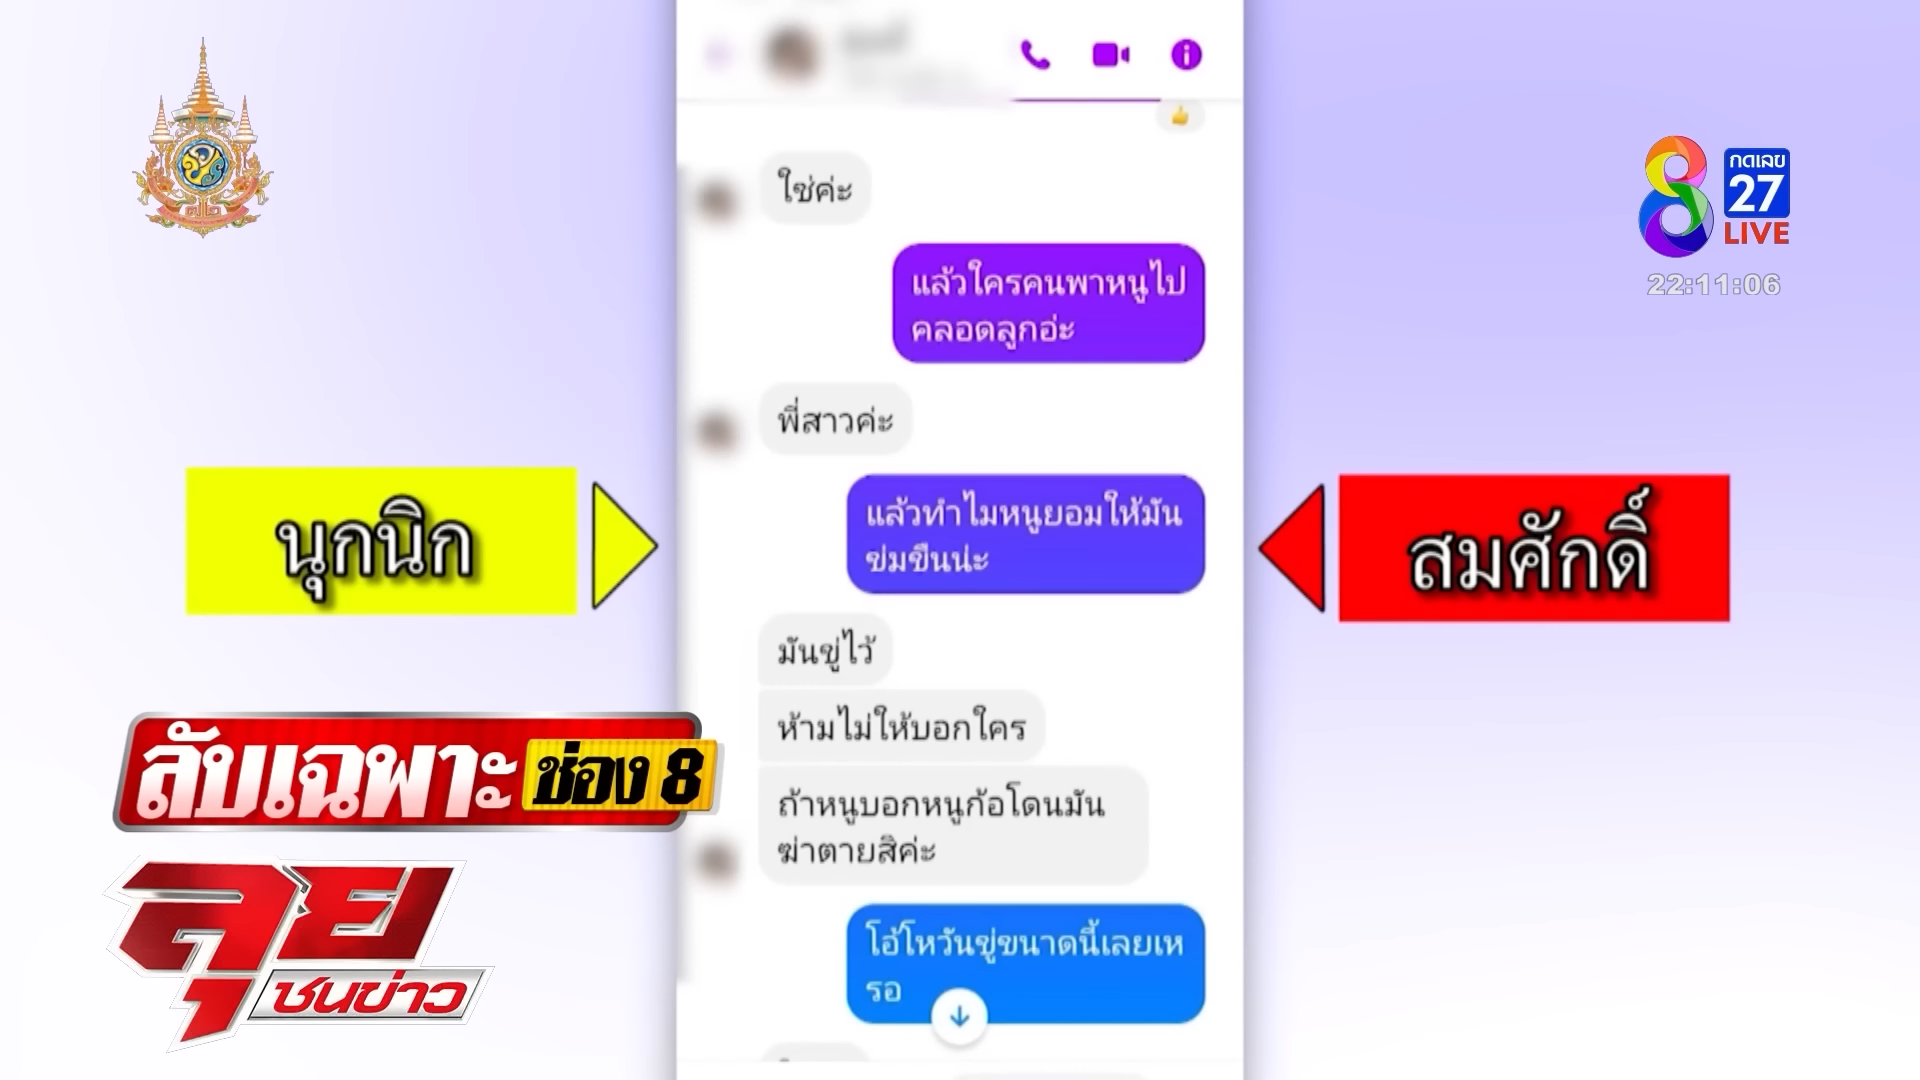 กดเลข
27
LIVE
22:11:06
ใช่ค่ะ
แล้วใครคนพาหนูไป
คลอดลูกอ่ะ
พี่สาวค่ะ
แล้วทำไมหนูยอมให้มัน
ข่มขืนน่ะ
นุกนิก
สมศักดิ์
มันขู่ไว้
ห้ามไม่ให้บอกใคร
ถ้าหนูบอกหนูก้อโดนมัน
ฆ่าตายสิค่ะ
โอ้โหวันขู่ขนาดนี้เลยเห
รอ
ลับเฉพาะ ช่อง 8
ลุย
ชนข่าว